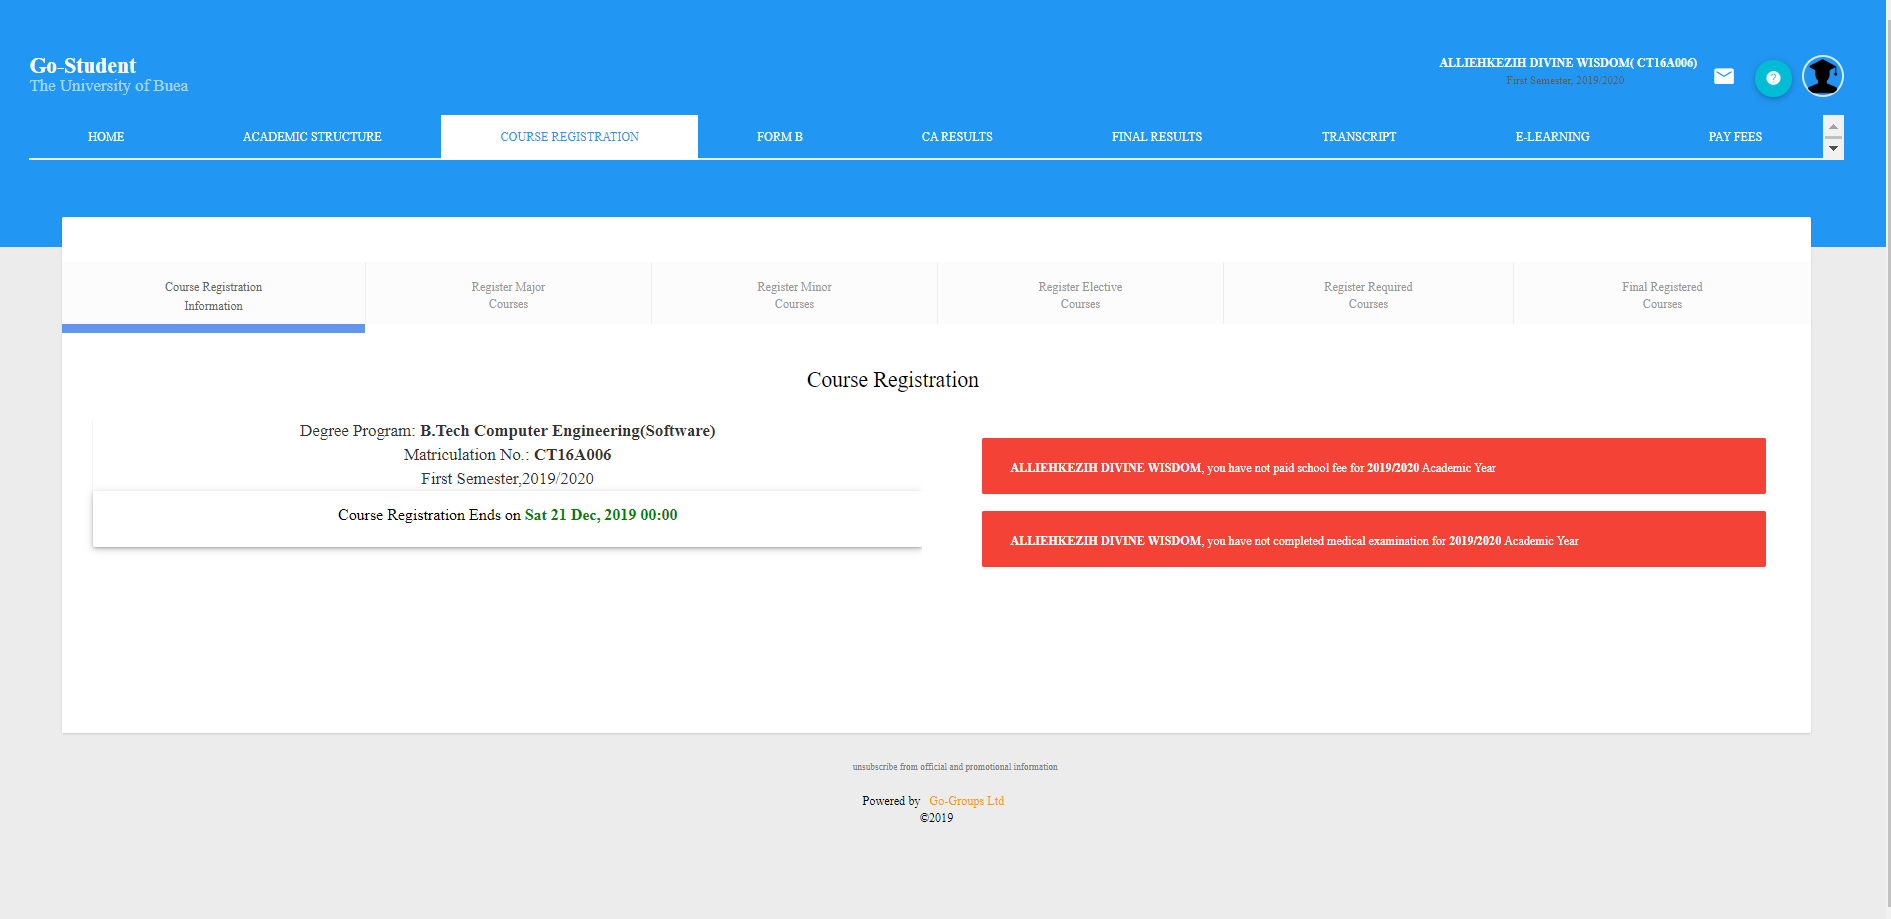 Go-Student
The University of Buea
ALLIEHKEZIH DIVINE WISDOM( CT16A006)
First Semester, 2019/2020
HOME
ACADEMIC STRUCTURE
COURSE REGISTRATION
FORM B
CA RESULTS
FINAL RESULTS
TRANSCRIPT
E-LEARNING
PAY FEES
Course Registration
Information
Register Major
Courses
Register Minor
Courses
Register Elective
Courses
Register Required
Courses
Final Registered
Courses
Course Registration
Degree Program: B.Tech Computer Engineering(Software)
Matriculation No.: CT16A006
First Semester,2019/2020
Course Registration Ends on Sat 21 Dec, 2019 00:00
ALLIEHKEZIH DIVINE WISDOM, you have not paid school fee for 2019/2020 Academic Year
ALLIEHKEZIH DIVINE WISDOM, you have not completed medical examination for 2019/2020 Academic Year
unsubscribe from official and promotional information
Powered by Go-Groups Ltd
©2019